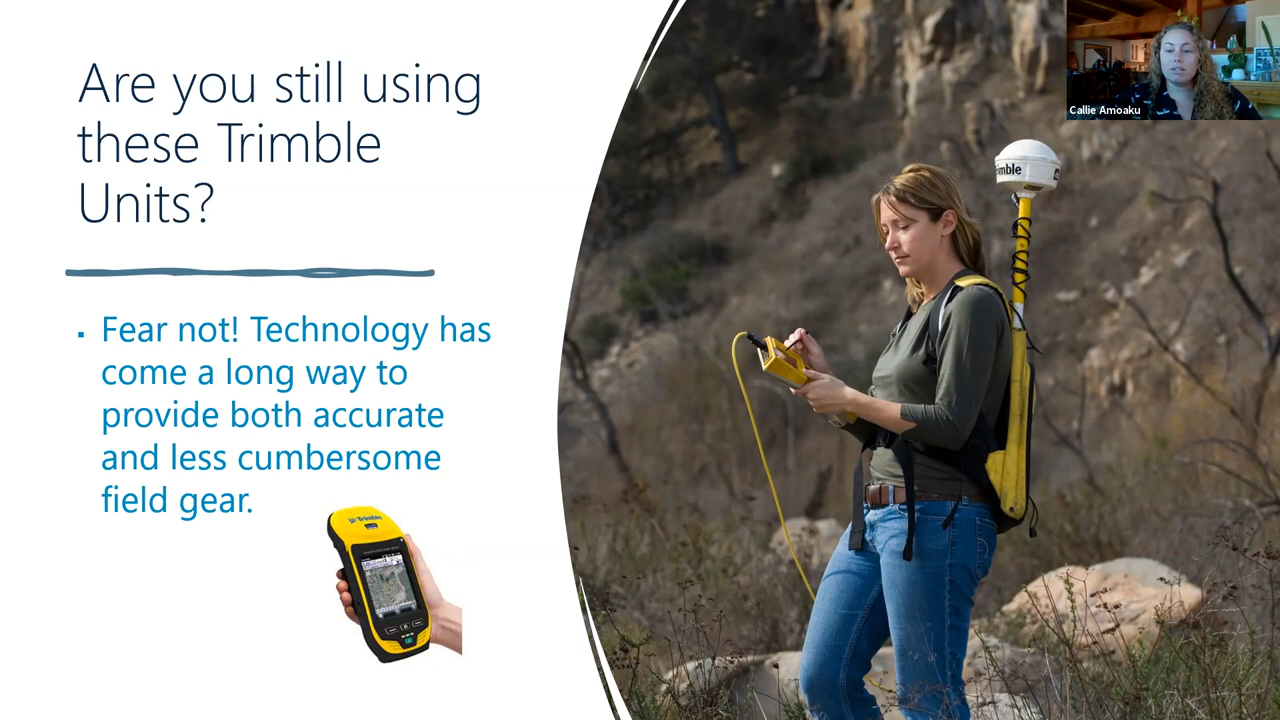 Are you still using
these Trimble
Units?
▪ Fear not! Technology has
come a long way to
provide both accurate
and less cumbersome
field gear.
Trimble
Trimble
Callie Amoaku